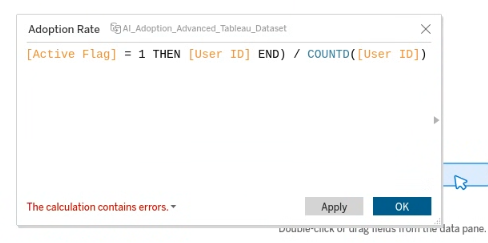 Adoption Rate AI_Adoption_Advanced_Tableau_Dataset
[Active Flag] = 1 THEN [User ID] END) / COUNTD([User ID])
The calculation contains errors.
Apply
OK
Double-click or drag fields from the data pane.